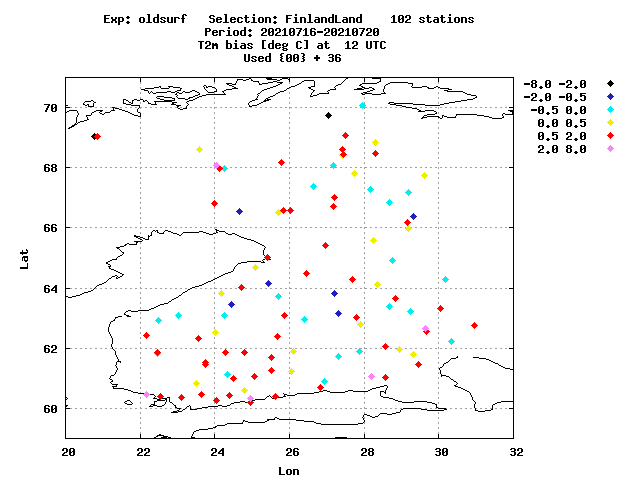 Exp: oldsurf Selection: FinlandLand 102 stations
Period: 20210716-20210720
T2m bias [deg C] at 12 UTC
Used {00} + 36
-8.0 -2.0
-2.0 -0.5
-0.5 0.0
0.0 0.5
0.5 2.0
2.0 8.0
70
68
66
64
62
60
Lat
20 22 24 26 28 30 32
Lon